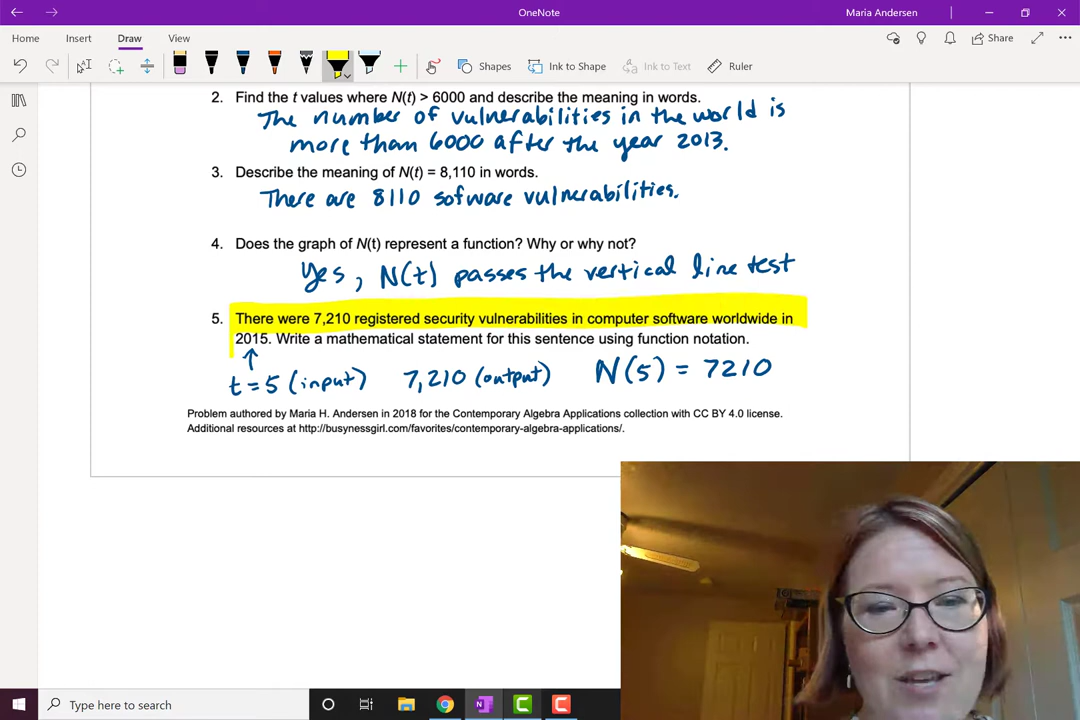 OneNote
Maria Andersen
Home Insert Draw View
Share
Shapes Ink to Shape Ink to Text Ruler
2. Find the t values where N(t) > 6000 and describe the meaning in words.
The number of vulnerabilities in the world is
more than 6000 after the year 2013.
3. Describe the meaning of N(t) = 8,110 in words.
There are 8110 sofware vulnerabilities.
4. Does the graph of N(t) represent a function? Why or why not?
Yes, N(t) passes the vertical line test
5. There were 7,210 registered security vulnerabilities in computer software worldwide in
2015. Write a mathematical statement for this sentence using function notation.
t = 5 (input) 7,210 (output) N(5) = 7210
Problem authored by Maria H. Andersen in 2018 for the Contemporary Algebra Applications collection with CC BY 4.0 license.
Additional resources at http://busynessgirl.com/favorites/contemporary-algebra-applications/.
Type here to search